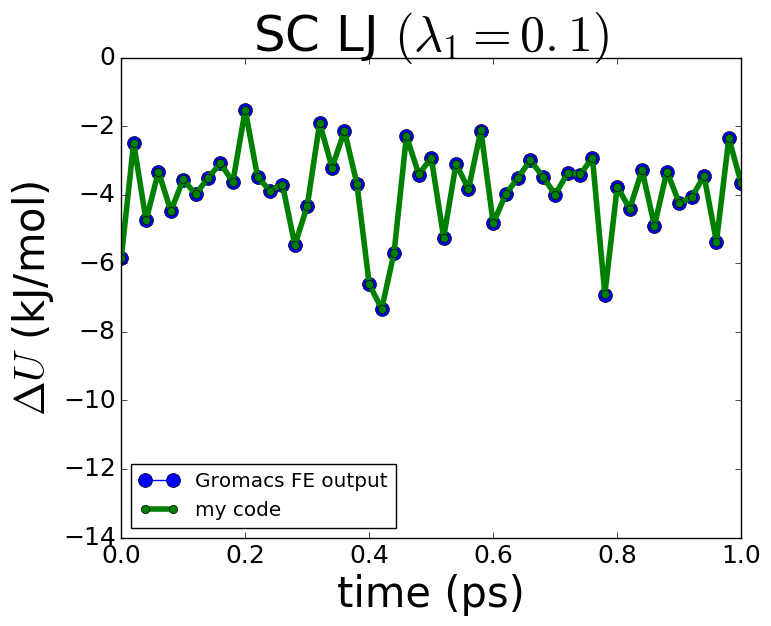 SC LJ (λ₁ = 0.1)
0
−2
−4
−6
−8
−10
−12
−14
ΔU (kJ/mol)
Gromacs FE output
my code
0.0 0.2 0.4 0.6 0.8 1.0
time (ps)